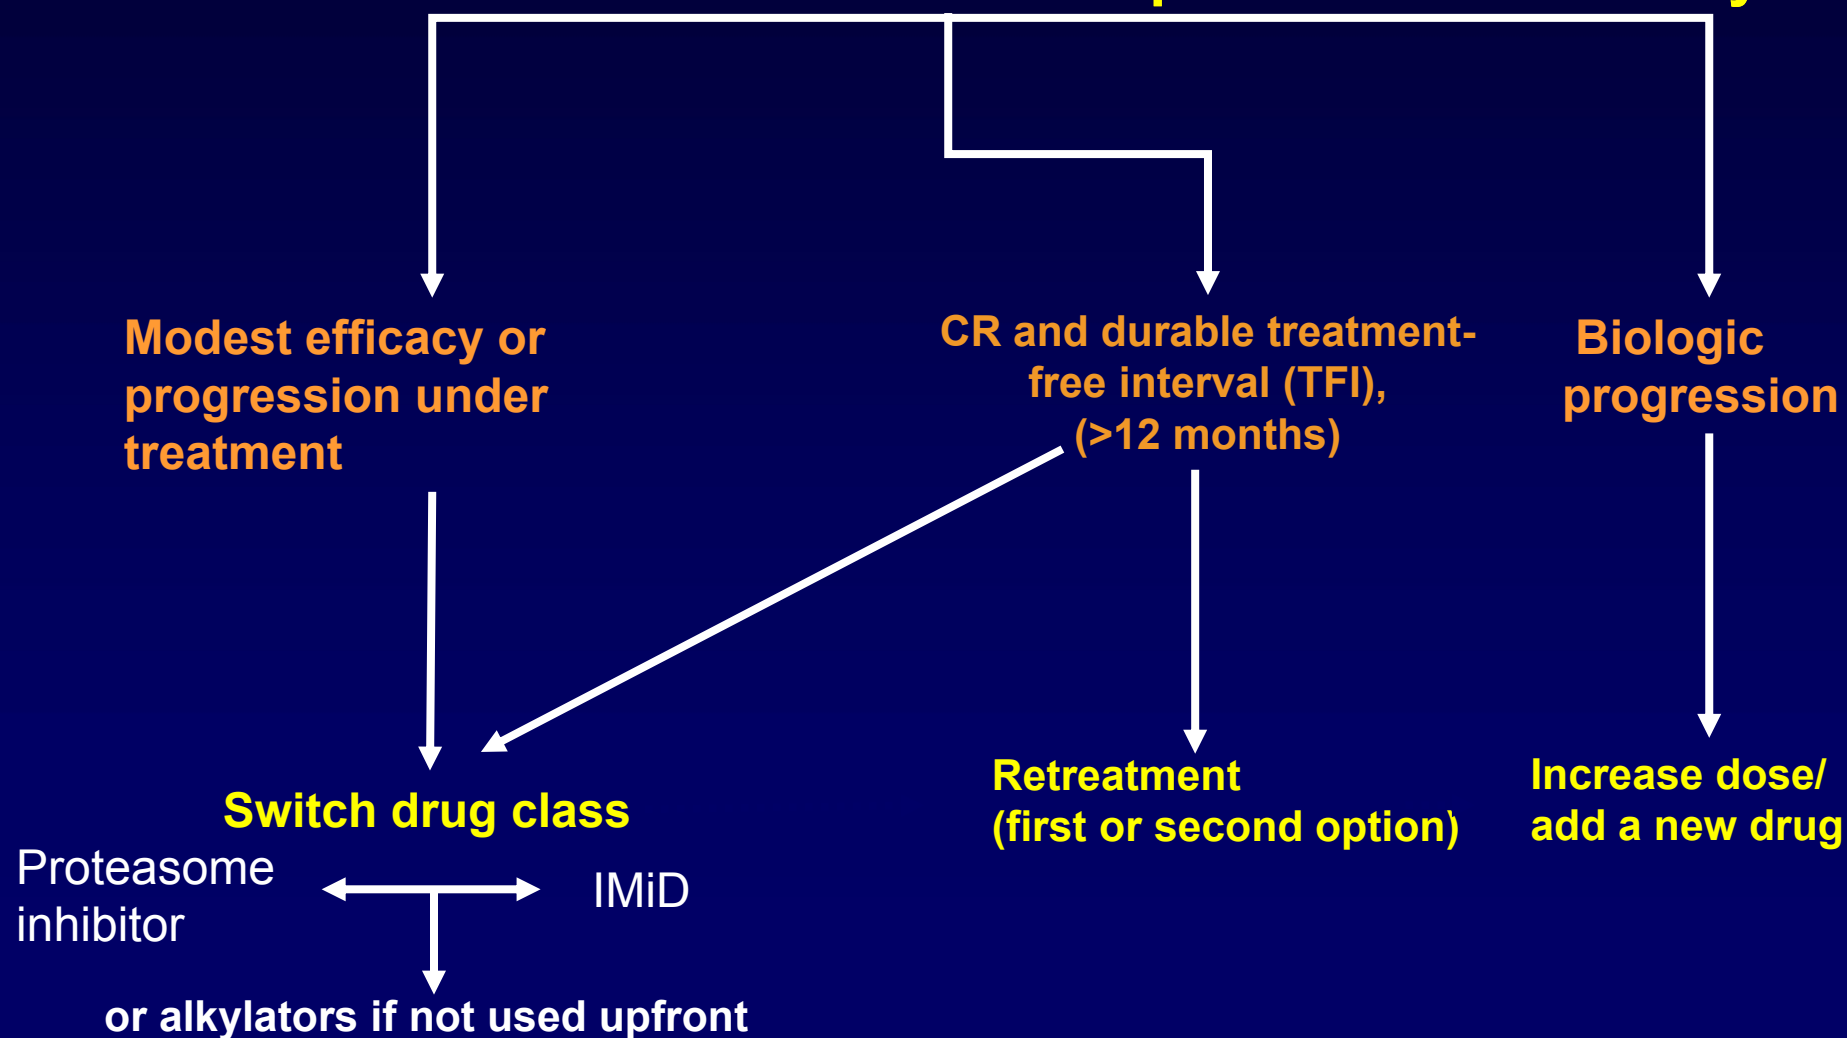 Modest efficacy or
progression under
treatment
CR and durable treatment-
free interval (TFI),
(>12 months)
Biologic
progression
Switch drug class
Proteasome
inhibitor
IMiD
or alkylators if not used upfront
Retreatment
(first or second option)
Increase dose/
add a new drug